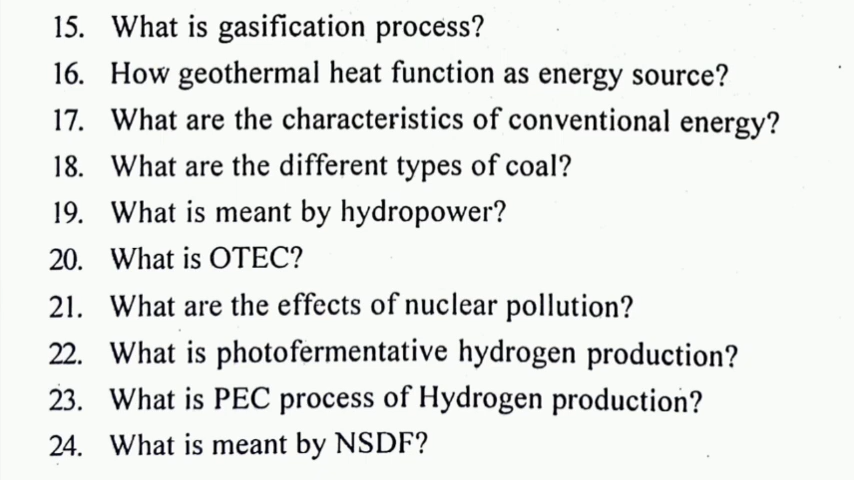 15. What is gasification process?
16. How geothermal heat function as energy source?
17. What are the characteristics of conventional energy?
18. What are the different types of coal?
19. What is meant by hydropower?
20. What is OTEC?
21. What are the effects of nuclear pollution?
22. What is photofermentative hydrogen production?
23. What is PEC process of Hydrogen production?
24. What is meant by NSDF?